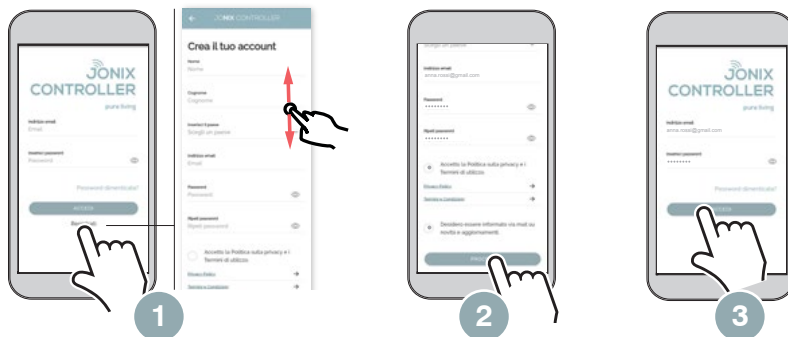 JONIX
CONTROLLER
pure living
Indirizzo email
Email
Inserisci password
Password
Password dimenticata?
ACCEDI
Registrati
1
JONIX CONTROLLER
Crea il tuo account
Nome
Nome
Cognome
Cognome
Inserisci il paese
Scegli un paese
Indirizzo email
Email
Password
Password
Ripeti password
Ripeti password
Accetto la Politica sulla privacy e i
Termini di utilizzo.
Privacy Policy
Termini e Condizioni
Scegli un paese
Indirizzo email
anna.rossi@gmail.com
Password
Ripeti password
Accetto la Politica sulla privacy e i
Termini di utilizzo.
Privacy Policy
Termini e Condizioni
Desidero essere informato via mail su
novità e aggiornamenti.
2
JONIX
CONTROLLER
pure living
Indirizzo email
anna.rossi@gmail.com
Inserisci password
Password dimenticata?
ACCEDI
3